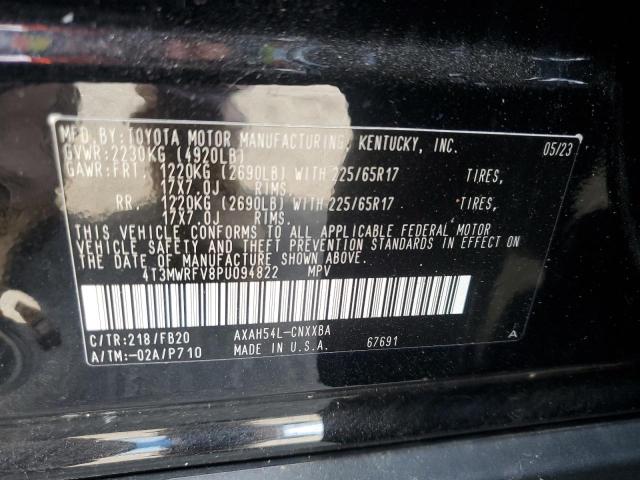 MFD.BY:TOYOTA MOTOR MANUFACTURING, KENTUCKY, INC. 05/23
GVWR:2230KG (4920LB)
GAWR:FRT. 1220KG (2690LB) WITH 225/65R17 TIRES,
17X7.0J RIMS.
RR. 1220KG (2690LB) WITH 225/65R17 TIRES,
17X7.0J RIMS.
THIS VEHICLE CONFORMS TO ALL APPLICABLE FEDERAL MOTOR
VEHICLE SAFETY AND THEFT PREVENTION STANDARDS IN EFFECT ON
THE DATE OF MANUFACTURE SHOWN ABOVE.
4T3MWRFV8PU094822 MPV
C/TR:218/FB20 AXAH54L-CNXXBA 67691 A
A/TM:-02A/P710 MADE IN U.S.A.